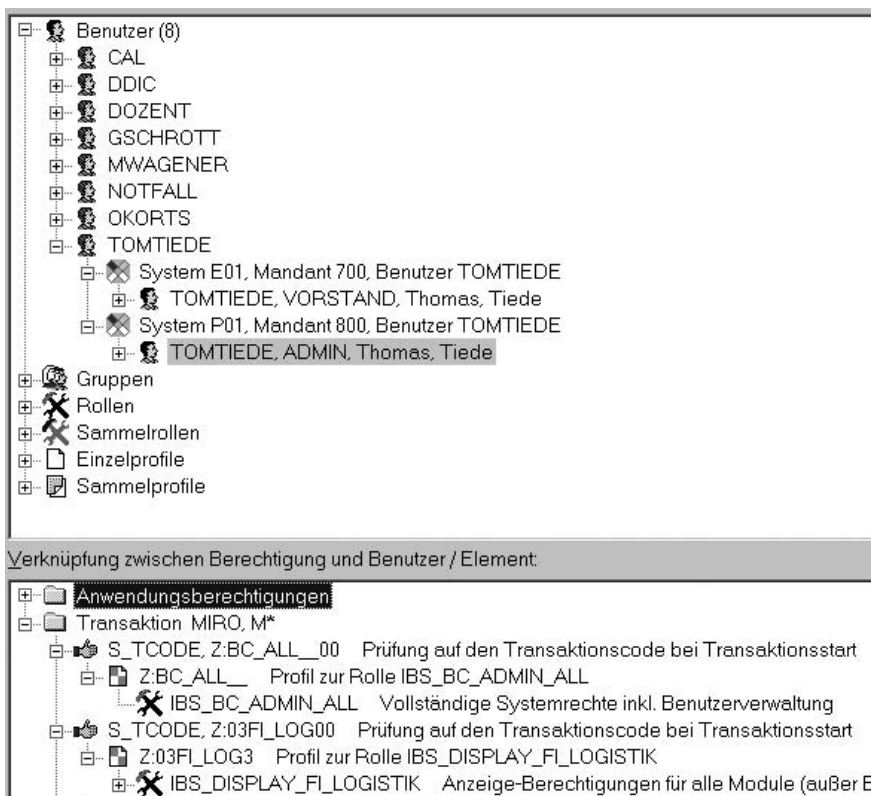 Benutzer (8)
CAL
DDIC
DOZENT
GSCHROTT
MWAGENER
NOTFALL
OKORTS
TOMTIEDE
System E01, Mandant 700, Benutzer TOMTIEDE
TOMTIEDE, VORSTAND, Thomas, Tiede
System P01, Mandant 800, Benutzer TOMTIEDE
TOMTIEDE, ADMIN, Thomas, Tiede
Gruppen
Rollen
Sammelrollen
Einzelprofile
Sammelprofile
Verknüpfung zwischen Berechtigung und Benutzer / Element:
Anwendungsberechtigungen
Transaktion MIRO, M*
S_TCODE, Z:BC_ALL__00 Prüfung auf den Transaktionscode bei Transaktionsstart
Z:BC_ALL__ Profil zur Rolle IBS_BC_ADMIN_ALL
IBS_BC_ADMIN_ALL Vollständige Systemrechte inkl. Benutzerverwaltung
S_TCODE, Z:03FI_LOG00 Prüfung auf den Transaktionscode bei Transaktionsstart
Z:03FI_LOG3 Profil zur Rolle IBS_DISPLAY_FI_LOGISTIK
IBS_DISPLAY_FI_LOGISTIK Anzeige-Berechtigungen für alle Module (außer